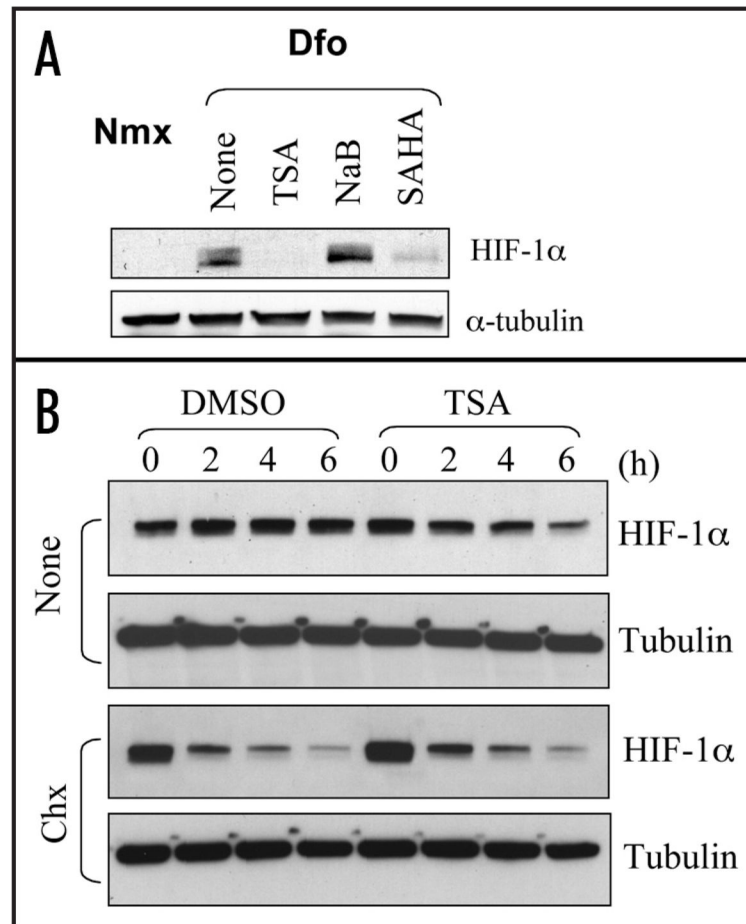 A
Dfo
Nmx
None
TSA
NaB
SAHA
HIF-1α
α-tubulin
B
DMSO TSA
0 2 4 6 0 2 4 6 (h)
None
HIF-1α
Tubulin
Chx
HIF-1α
Tubulin